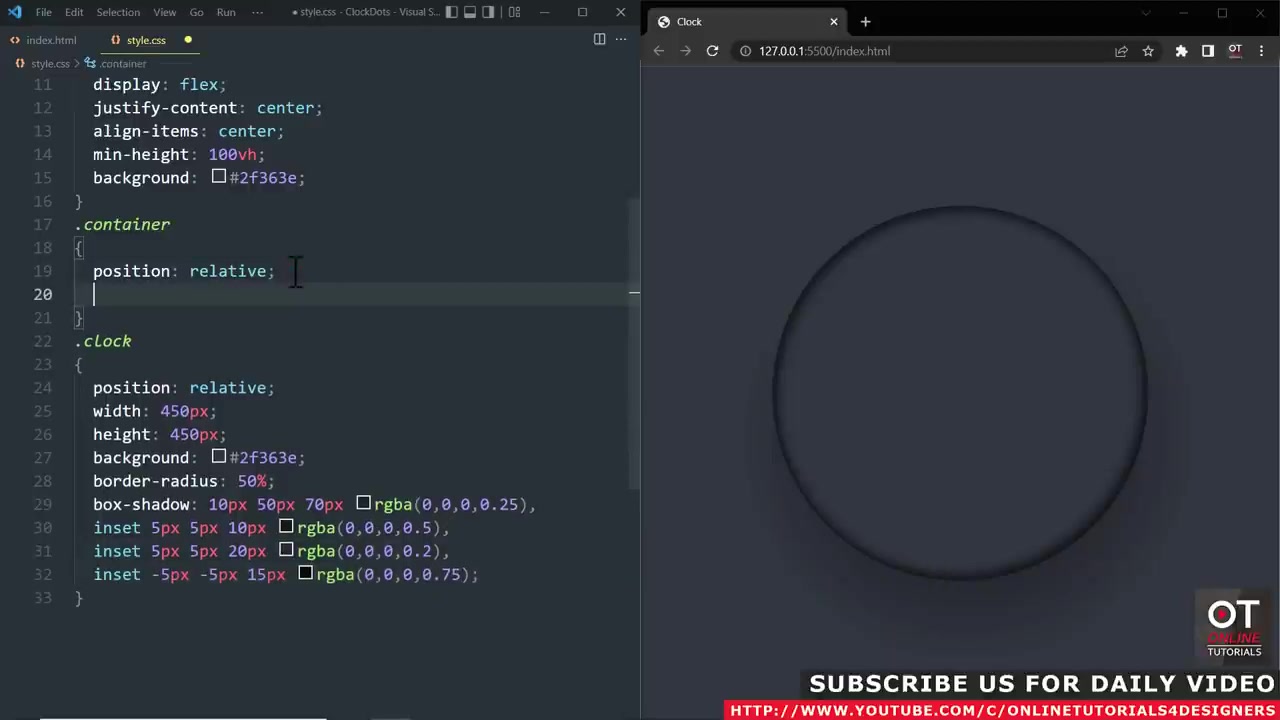 File Edit Selection View Go Run ··· ● style.css - ClockDots - Visual S...
index.html style.css ●
style.css > .container
11 display: flex;
12 justify-content: center;
13 align-items: center;
14 min-height: 100vh;
15 background: #2f363e;
16 }
17 .container
18 {
19 position: relative;
20
21 }
22 .clock
23 {
24 position: relative;
25 width: 450px;
26 height: 450px;
27 background: #2f363e;
28 border-radius: 50%;
29 box-shadow: 10px 50px 70px rgba(0,0,0,0.25),
30 inset 5px 5px 10px rgba(0,0,0,0.5),
31 inset 5px 5px 20px rgba(0,0,0,0.2),
32 inset -5px -5px 15px rgba(0,0,0,0.75);
33 }
Clock
127.0.0.1:5500/index.html
OT
OT
ONLINE
TUTORIALS
SUBSCRIBE US FOR DAILY VIDEO
HTTP://WWW.YOUTUBE.COM/C/ONLINETUTORIALS4DESIGNERS